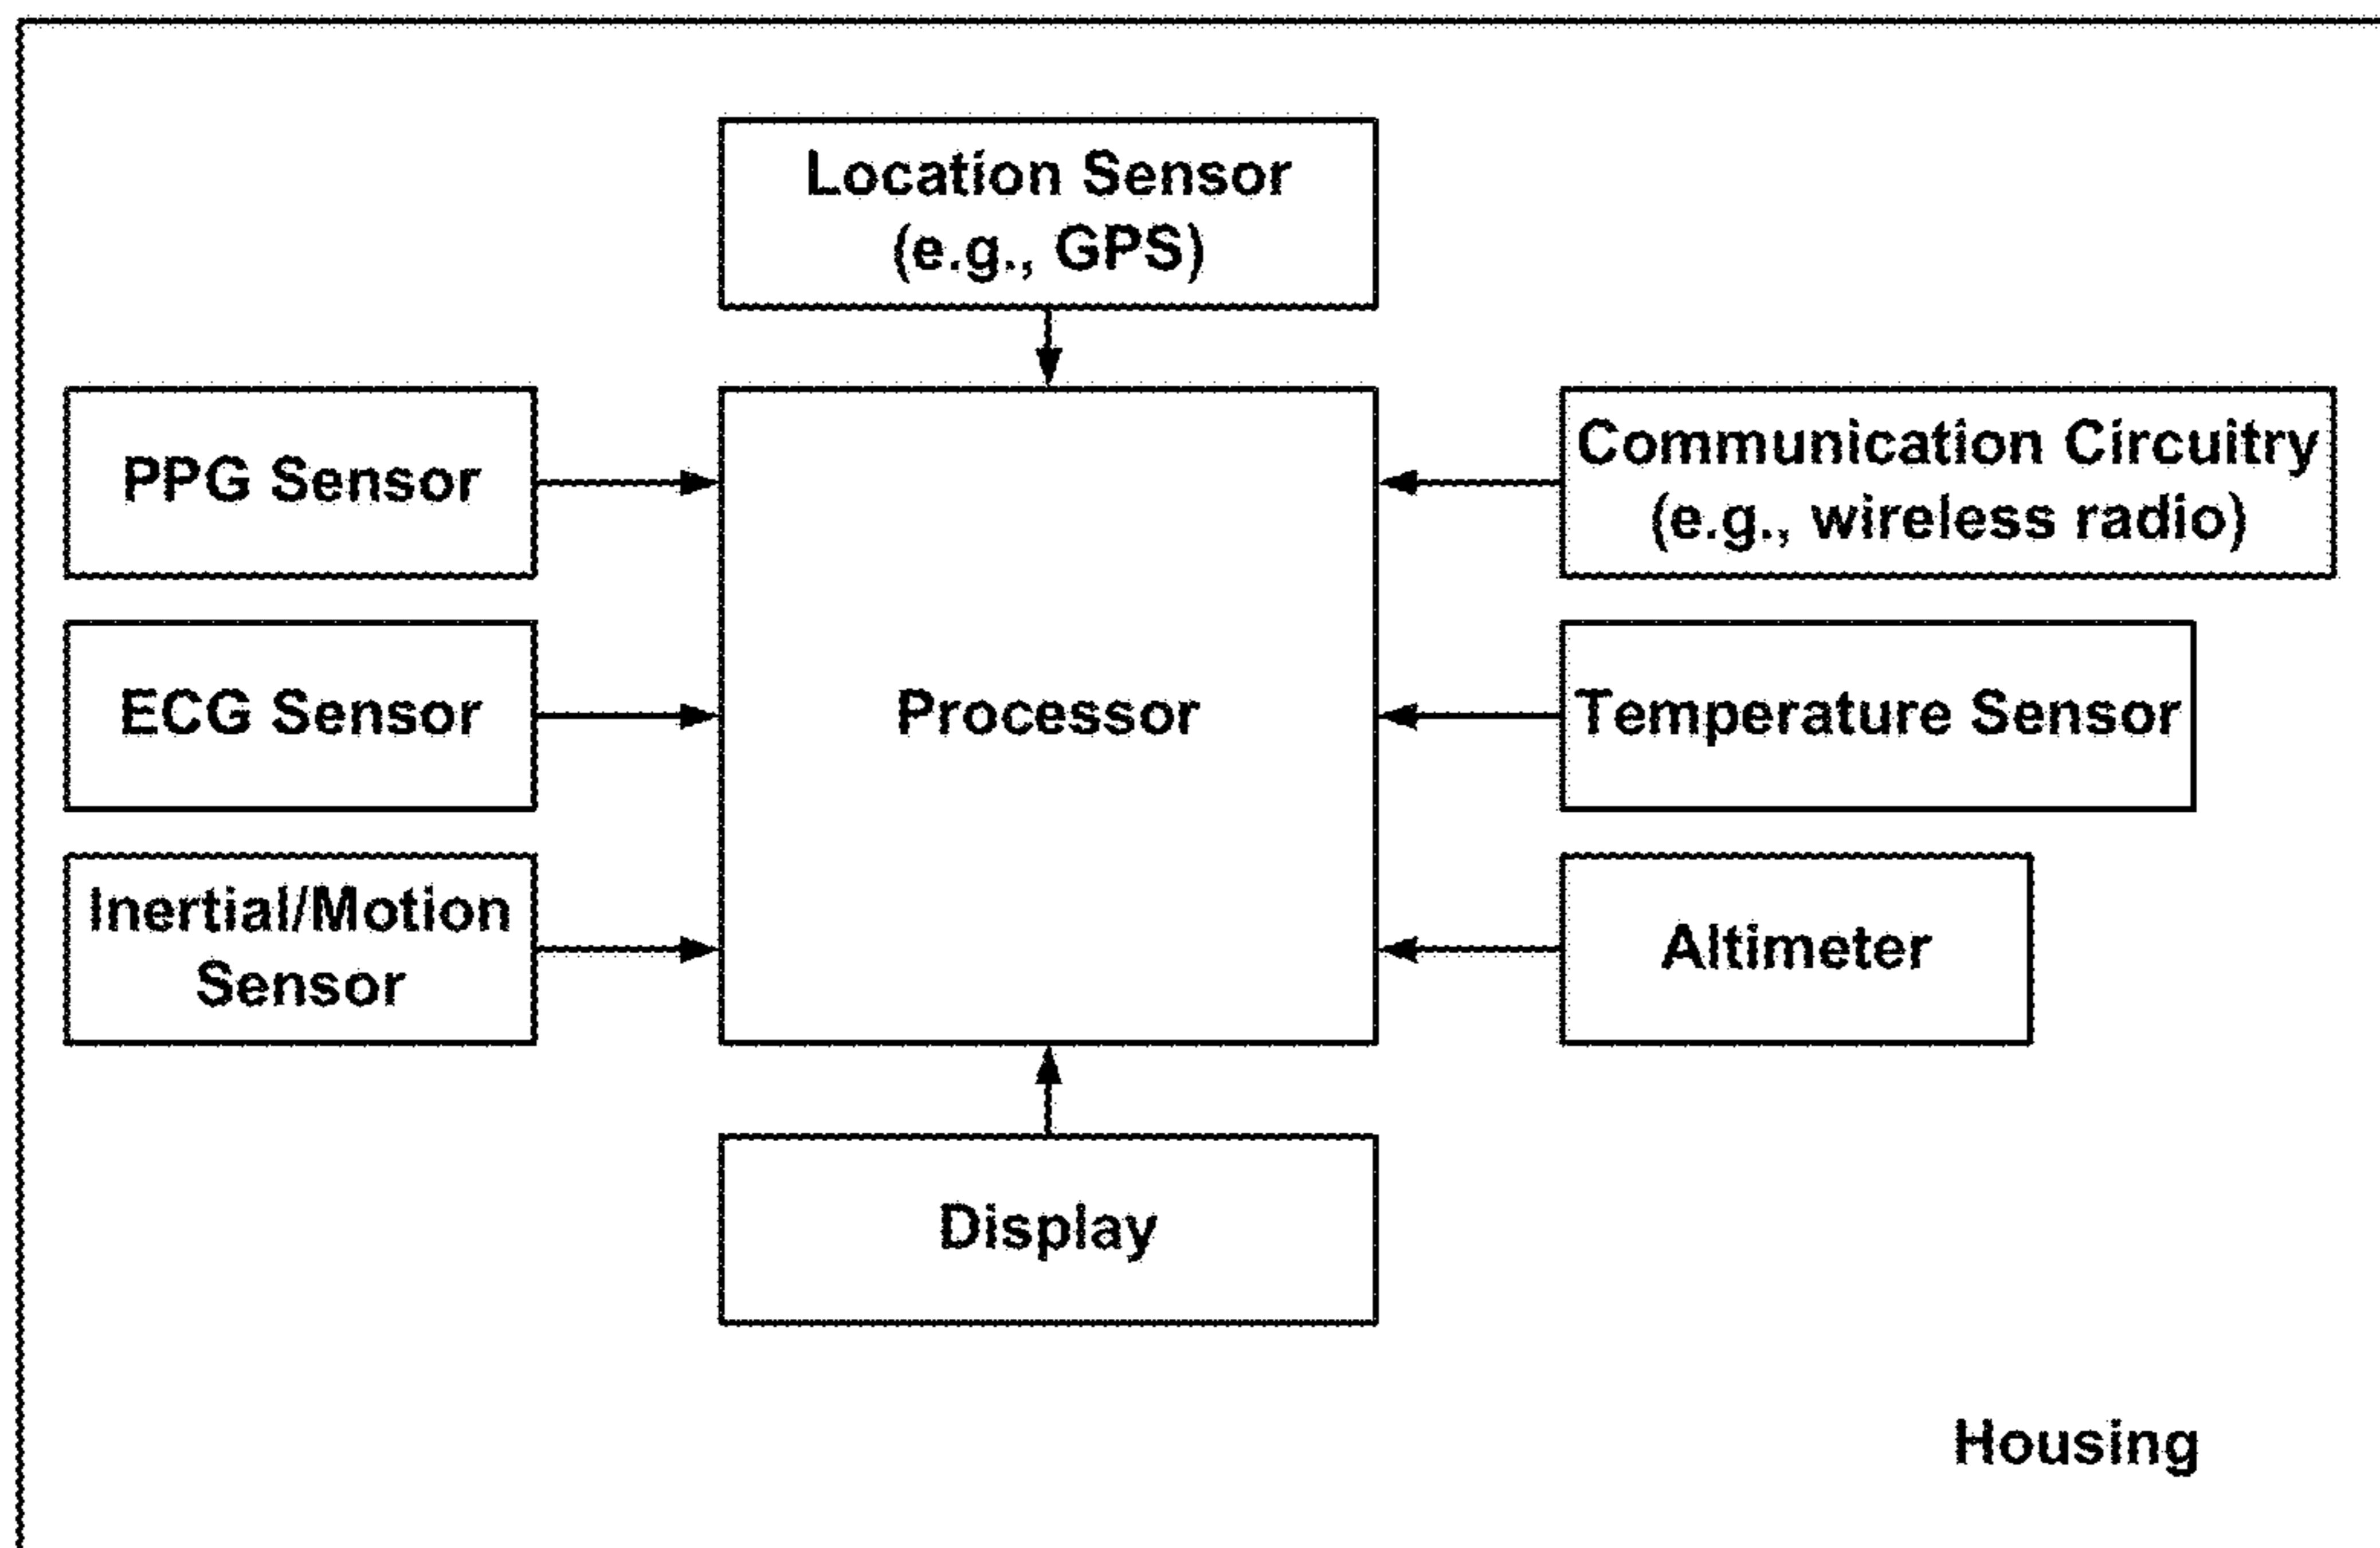 Location Sensor
(e.g., GPS)
PPG Sensor
Communication Circuitry
(e.g., wireless radio)
ECG Sensor
Processor
Temperature Sensor
Inertial/Motion
Sensor
Altimeter
Display
Housing